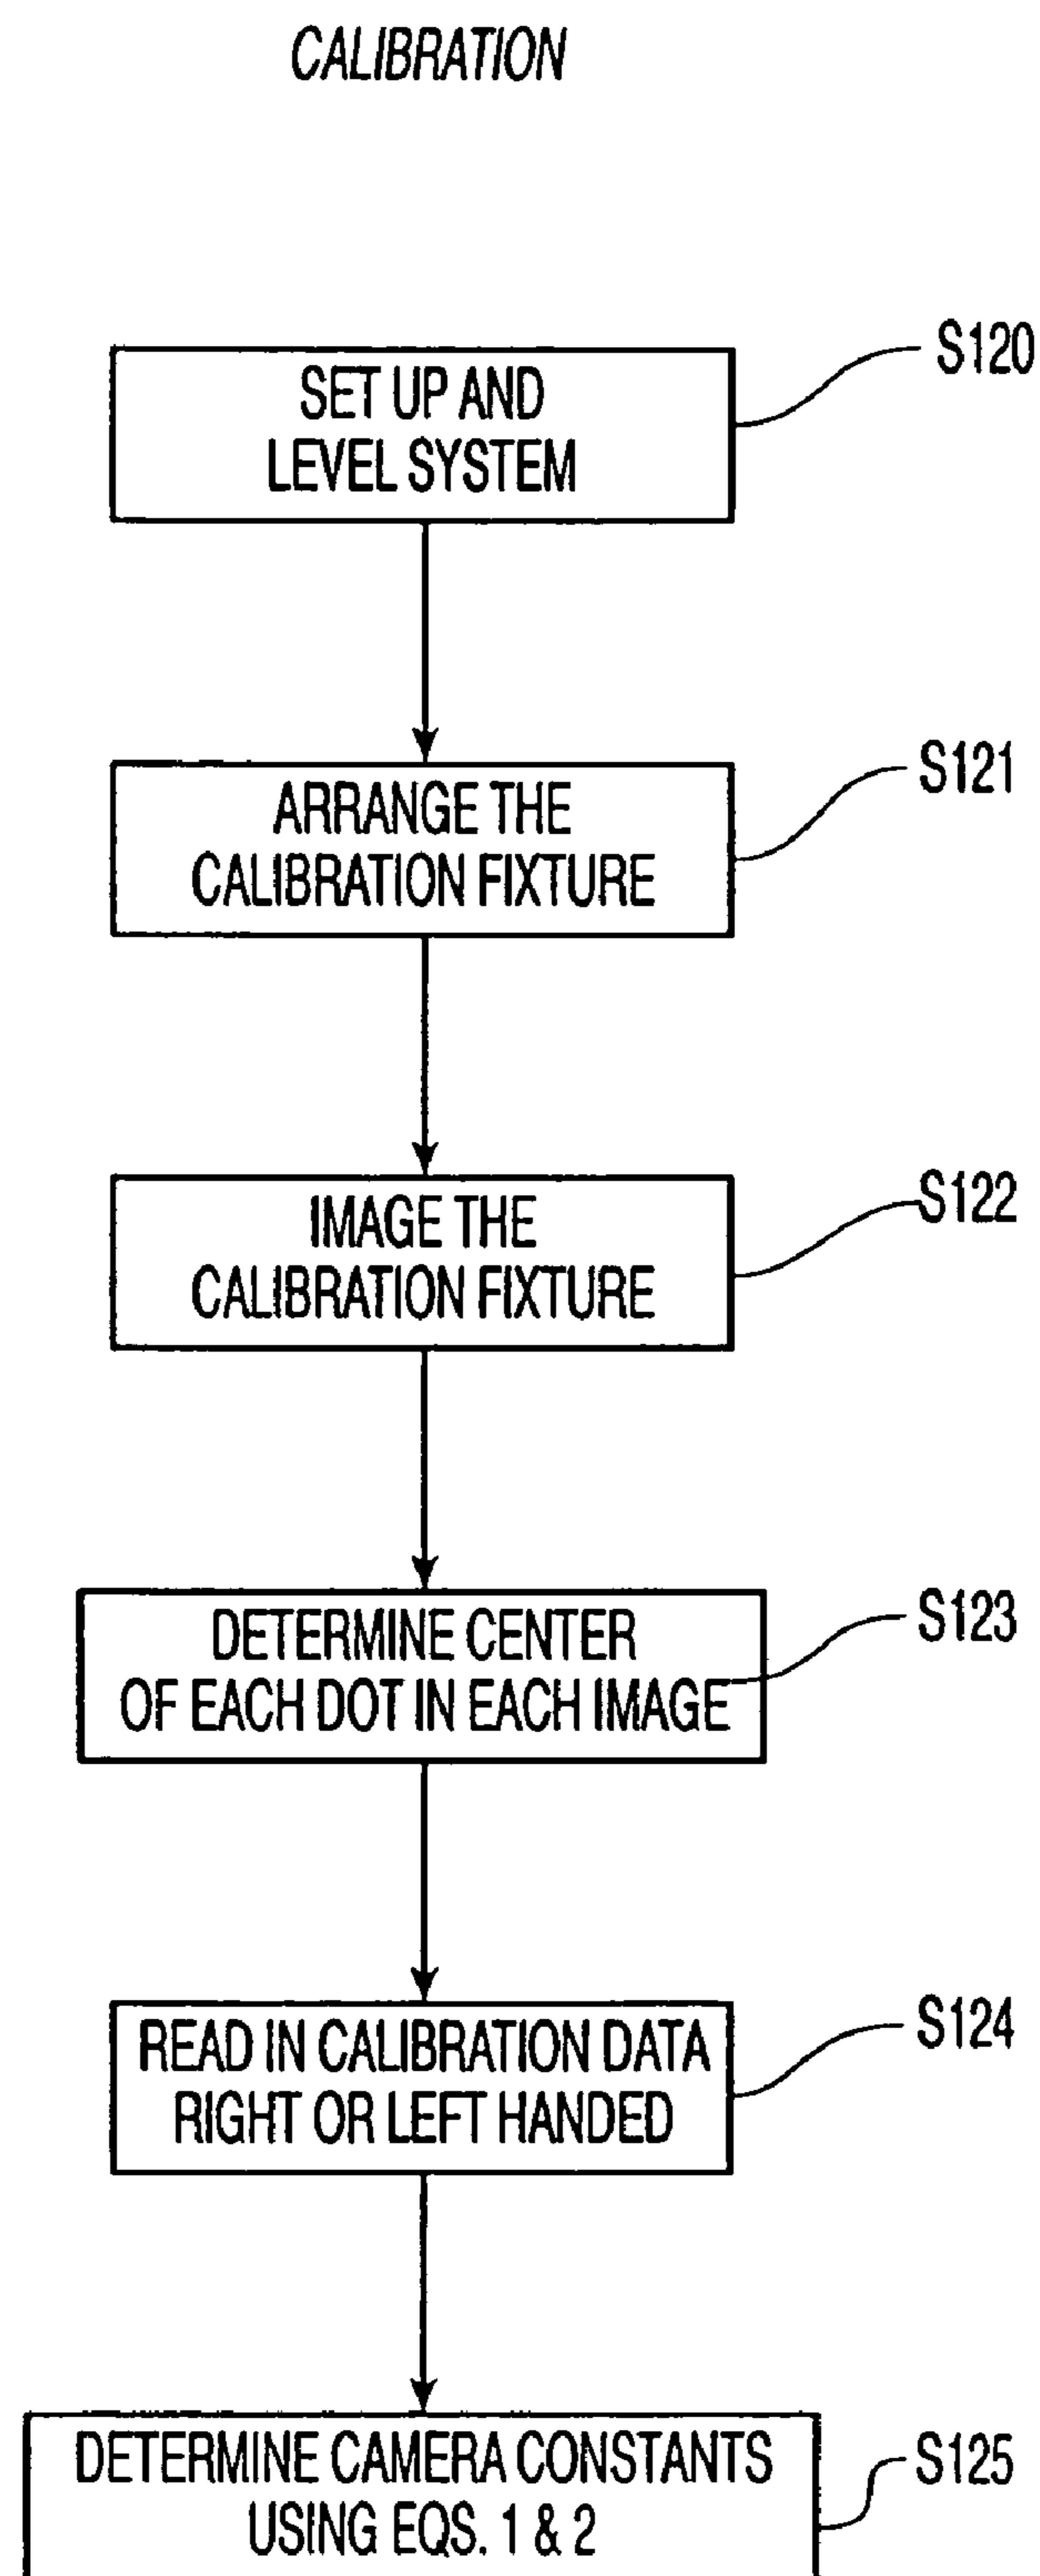 CALIBRATION
SET UP AND
LEVEL SYSTEM
S120
ARRANGE THE
CALIBRATION FIXTURE
S121
IMAGE THE
CALIBRATION FIXTURE
S122
DETERMINE CENTER
OF EACH DOT IN EACH IMAGE
S123
READ IN CALIBRATION DATA
RIGHT OR LEFT HANDED
S124
DETERMINE CAMERA CONSTANTS
USING EQS. 1 & 2
S125